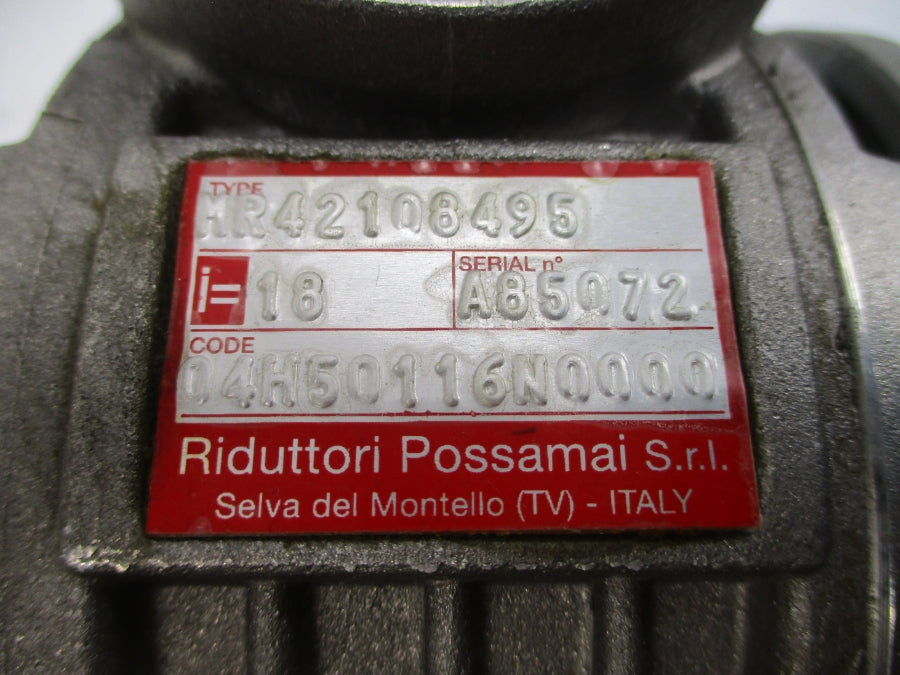 TYPE
MR42108495
i= 18
SERIAL n° A85072
CODE
04H50116N0000
Riduttori Possamai S.r.l.
Selva del Montello (TV) - ITALY